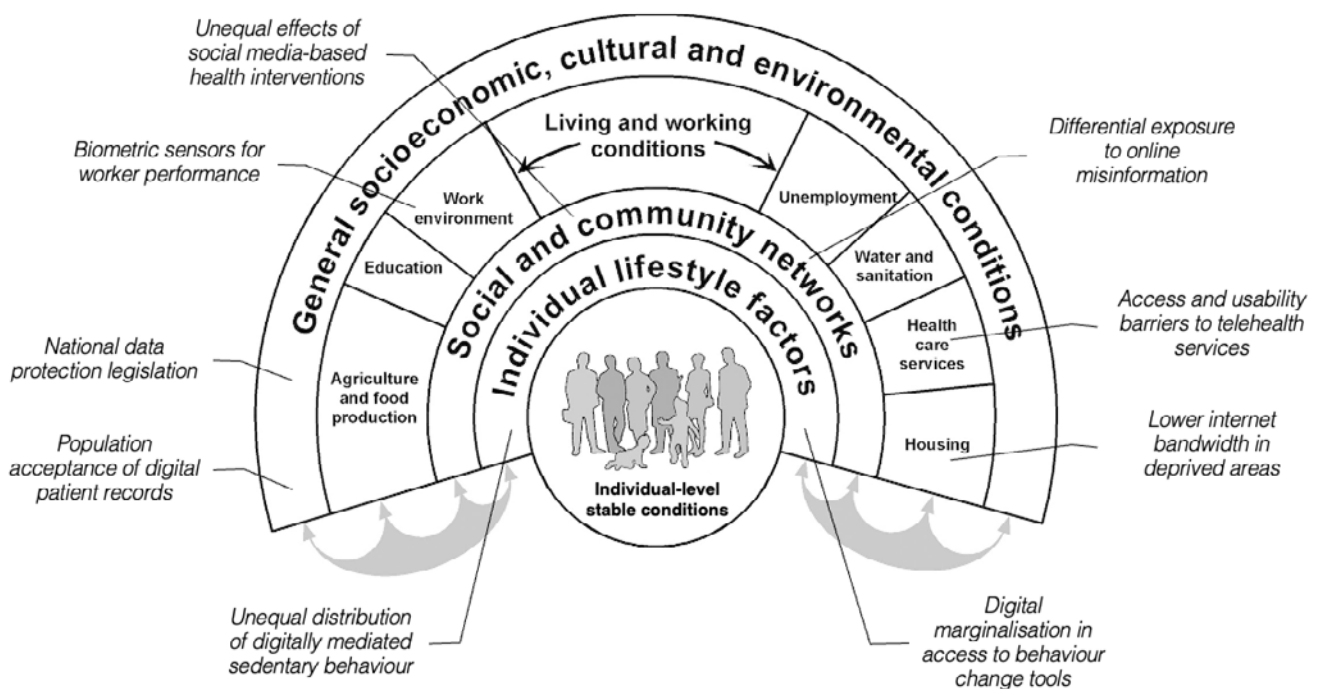 Unequal effects of
social media-based
health interventions
General socioeconomic, cultural and environmental conditions
Living and working
conditions
Biometric sensors for
worker performance
Work
environment
Unemployment
Differential exposure
to online
misinformation
Education
Social and community networks
Water and
sanitation
Individual lifestyle factors
National data
protection legislation
Agriculture
and food
production
Health
care
services
Access and usability
barriers to telehealth
services
Population
acceptance of digital
patient records
Housing
Lower internet
bandwidth in
deprived areas
Individual-level
stable conditions
Unequal distribution
of digitally mediated
sedentary behaviour
Digital
marginalisation in
access to behaviour
change tools